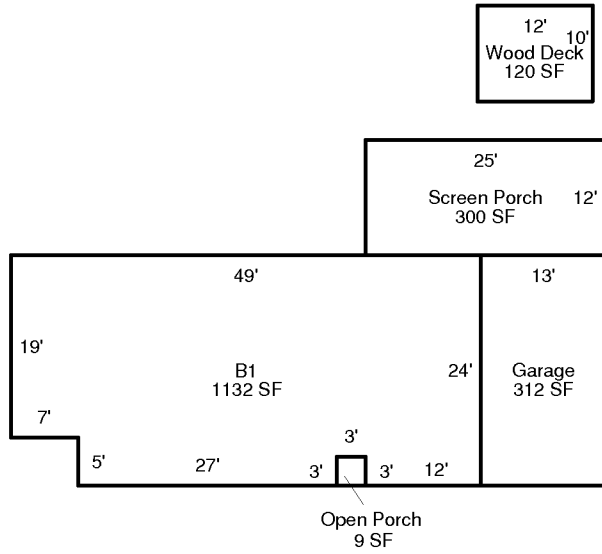 12'
10'
Wood Deck
120 SF
25'
Screen Porch
12'
300 SF
49'
13'
19'
B1
1132 SF
24'
Garage
312 SF
7'
5'
27'
3'
3'
3'
12'
Open Porch
9 SF